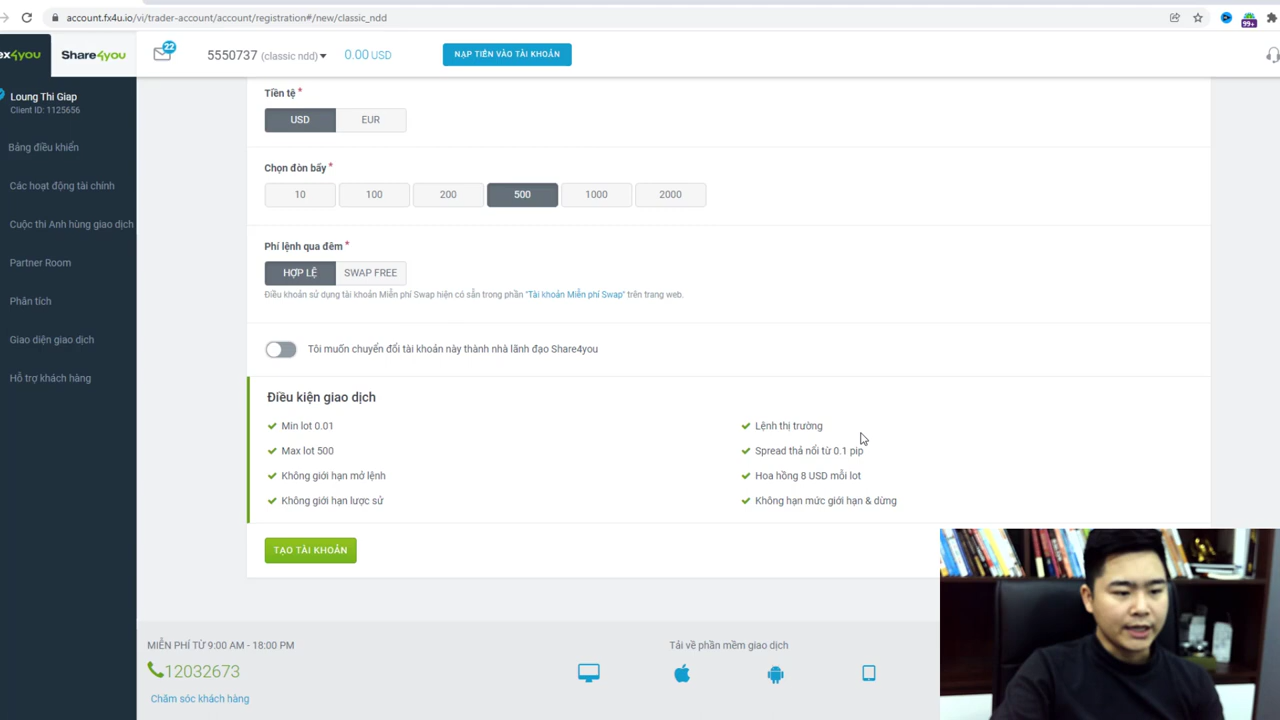 account.fx4u.io/vi/trader-account/account/registration#/new/classic_ndd
99+
ex4you
Share4you
22
5550737 (classic ndd)
0.00 USD
NẠP TIỀN VÀO TÀI KHOẢN
Loung Thi Giap
Client ID: 1125656
Bảng điều khiển
Các hoạt động tài chính
Cuộc thi Anh hùng giao dịch
Partner Room
Phân tích
Giao diện giao dịch
Hỗ trợ khách hàng
Tiền tệ *
USD EUR
Chọn đòn bẩy *
10 100 200 500 1000 2000
Phí lệnh qua đêm *
HỢP LỆ SWAP FREE
Điều khoản sử dụng tài khoản Miễn phí Swap hiện có sẵn trong phần "Tài khoản Miễn phí Swap" trên trang web.
Tôi muốn chuyển đổi tài khoản này thành nhà lãnh đạo Share4you
Điều kiện giao dịch
Min lot 0.01
Max lot 500
Không giới hạn mở lệnh
Không giới hạn lược sử
Lệnh thị trường
Spread thả nổi từ 0.1 pip
Hoa hồng 8 USD mỗi lot
Không hạn mức giới hạn & dừng
TẠO TÀI KHOẢN
MIỄN PHÍ TỪ 9:00 AM - 18:00 PM
12032673
Chăm sóc khách hàng
Tải về phần mềm giao dịch